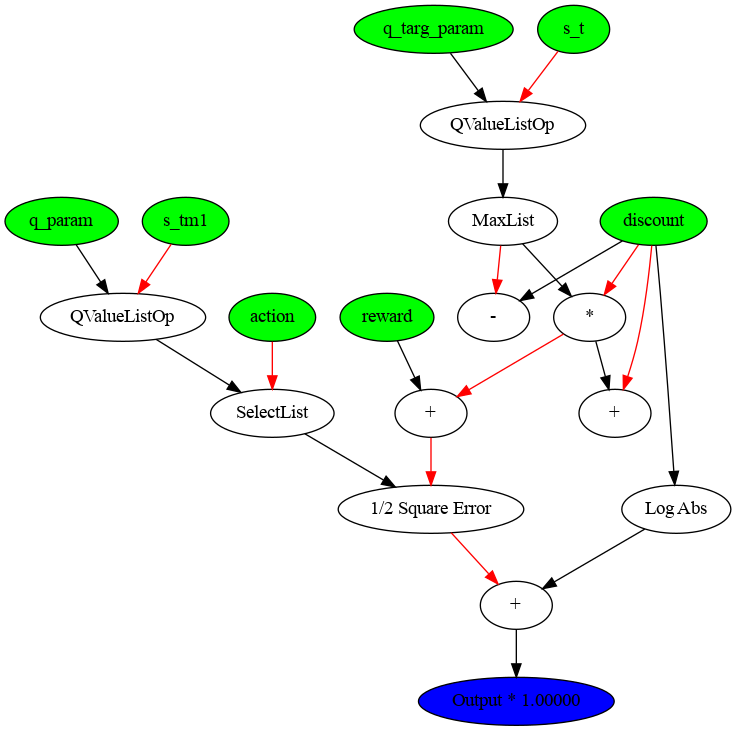 q_targ_param
s_t
QValueListOp
q_param
s_tm1
MaxList
discount
QValueListOp
action
reward
-
*
SelectList
+
+
1/2 Square Error
Log Abs
+
Output * 1.00000